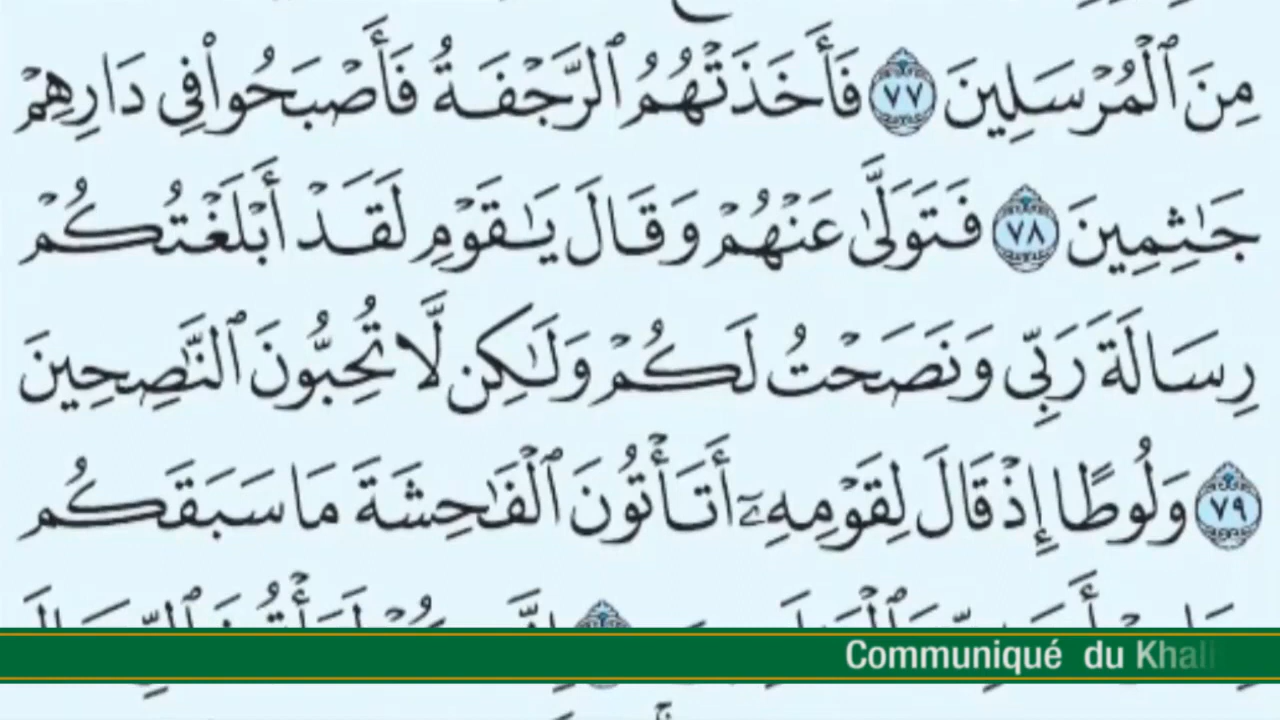 مِنَ ٱلْمُرْسَلِينَ ٧٧ فَأَخَذَتْهُمُ ٱلرَّجْفَةُ فَأَصْبَحُوا۟ فِى دَارِهِمْ
جَٰثِمِينَ ٧٨ فَتَوَلَّىٰ عَنْهُمْ وَقَالَ يَٰقَوْمِ لَقَدْ أَبْلَغْتُكُمْ
رِسَالَةَ رَبِّى وَنَصَحْتُ لَكُمْ وَلَٰكِن لَّا تُحِبُّونَ ٱلنَّٰصِحِينَ
٧٩ وَلُوطًا إِذْ قَالَ لِقَوْمِهِۦٓ أَتَأْتُونَ ٱلْفَٰحِشَةَ مَا سَبَقَكُم
Communiqué du Khali